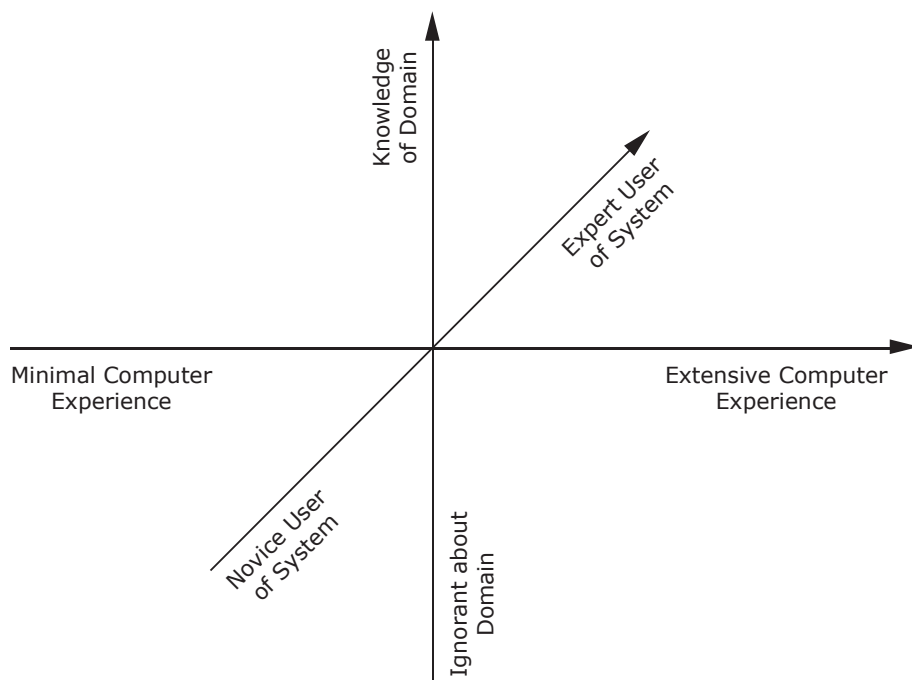 Knowledge
of Domain
Expert User
of System
Minimal Computer
Experience
Extensive Computer
Experience
Novice User
of System
Ignorant about
Domain